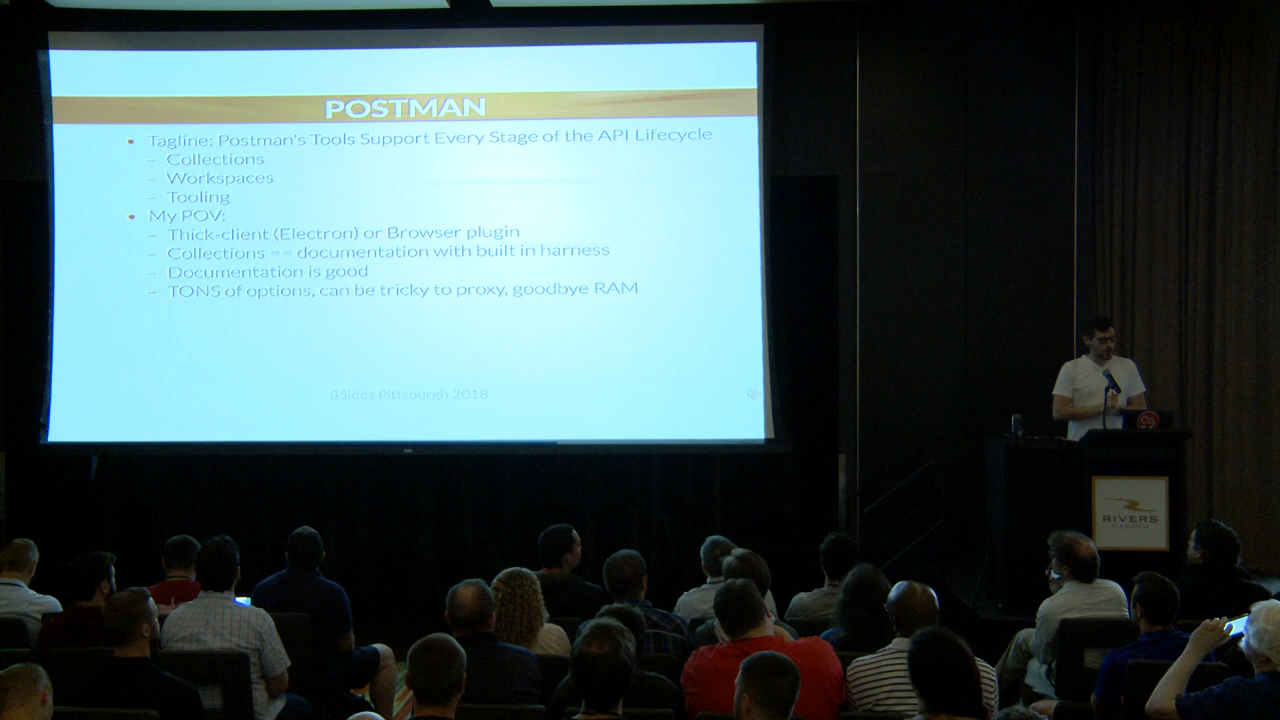 POSTMAN
• Tagline: Postman's Tools Support Every Stage of the API Lifecycle
– Collections
– Workspaces
– Tooling
• My POV:
– Thick-client (Electron) or Browser plugin
– Collections == documentation with built in harness
– Documentation is good
– TONS of options, can be tricky to proxy, goodbye RAM
BSides Pittsburgh 2018
RIVERS
CASINO